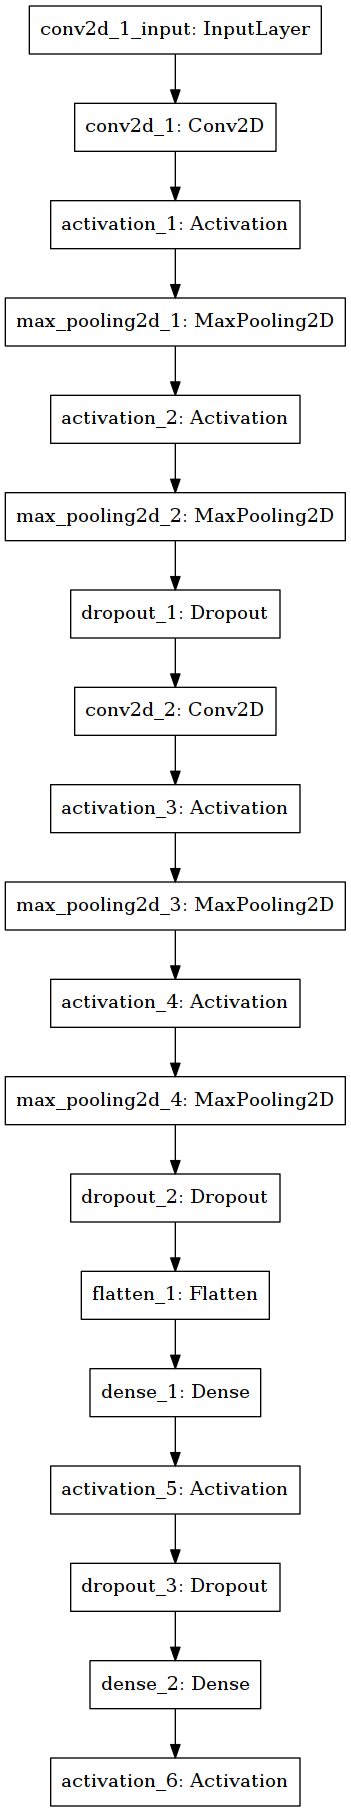 conv2d_1_input: InputLayer
conv2d_1: Conv2D
activation_1: Activation
max_pooling2d_1: MaxPooling2D
activation_2: Activation
max_pooling2d_2: MaxPooling2D
dropout_1: Dropout
conv2d_2: Conv2D
activation_3: Activation
max_pooling2d_3: MaxPooling2D
activation_4: Activation
max_pooling2d_4: MaxPooling2D
dropout_2: Dropout
flatten_1: Flatten
dense_1: Dense
activation_5: Activation
dropout_3: Dropout
dense_2: Dense
activation_6: Activation